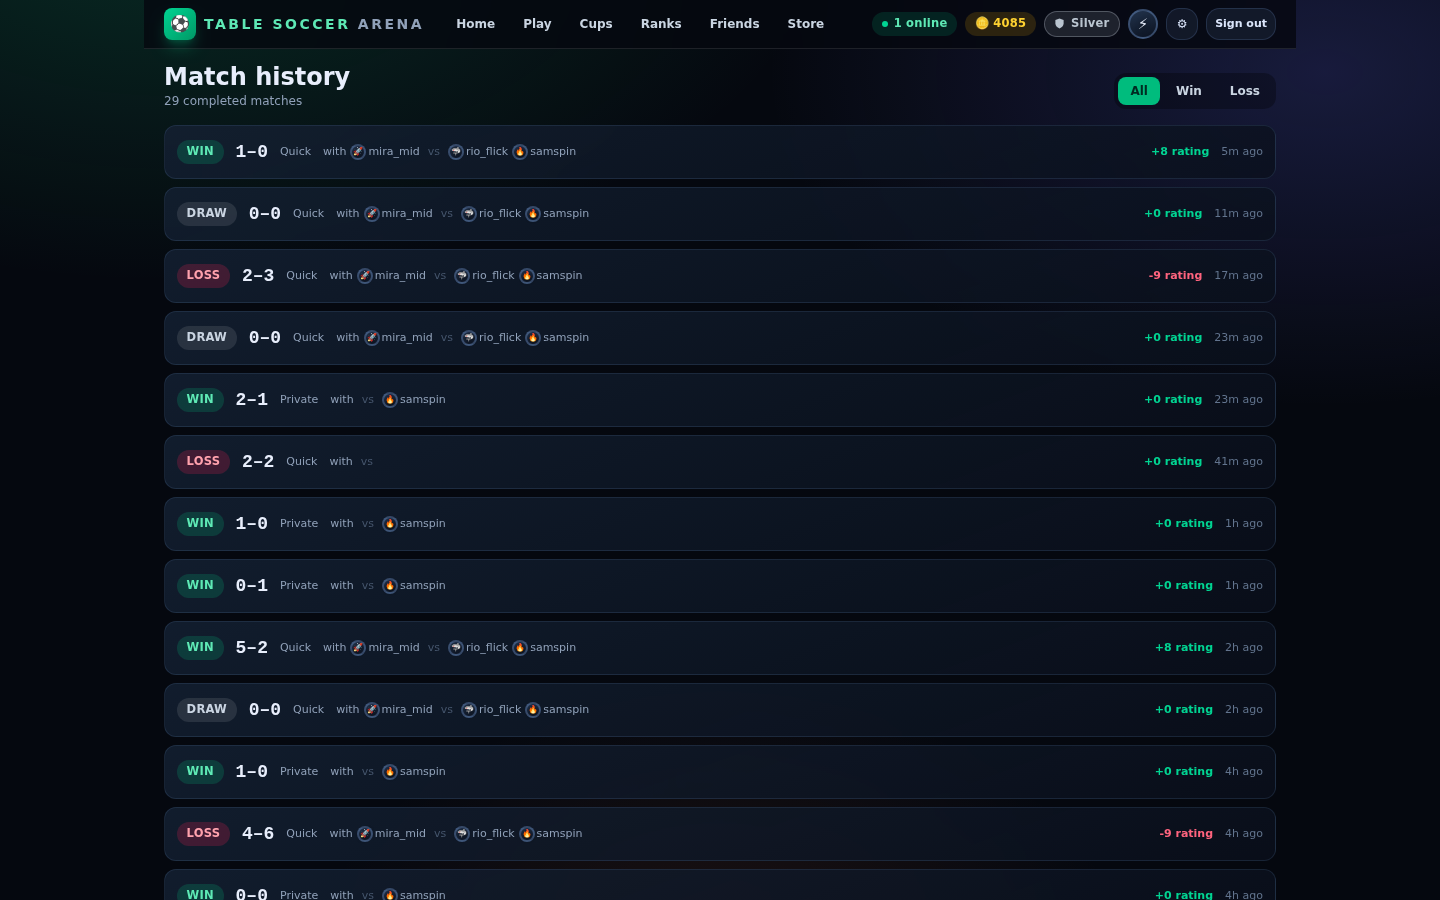 TABLE SOCCER ARENA Home Play Cups Ranks Friends Store 1 online 4085 Silver Sign out
Match history
29 completed matches
All Win Loss
WIN 1–0 Quick with mira_mid vs rio_flick samspin +8 rating 5m ago
DRAW 0–0 Quick with mira_mid vs rio_flick samspin +0 rating 11m ago
LOSS 2–3 Quick with mira_mid vs rio_flick samspin -9 rating 17m ago
DRAW 0–0 Quick with mira_mid vs rio_flick samspin +0 rating 23m ago
WIN 2–1 Private with vs samspin +0 rating 23m ago
LOSS 2–2 Quick with vs +0 rating 41m ago
WIN 1–0 Private with vs samspin +0 rating 1h ago
WIN 0–1 Private with vs samspin +0 rating 1h ago
WIN 5–2 Quick with mira_mid vs rio_flick samspin +8 rating 2h ago
DRAW 0–0 Quick with mira_mid vs rio_flick samspin +0 rating 2h ago
WIN 1–0 Private with vs samspin +0 rating 4h ago
LOSS 4–6 Quick with mira_mid vs rio_flick samspin -9 rating 4h ago
WIN 0–0 Private with vs samspin +0 rating 4h ago